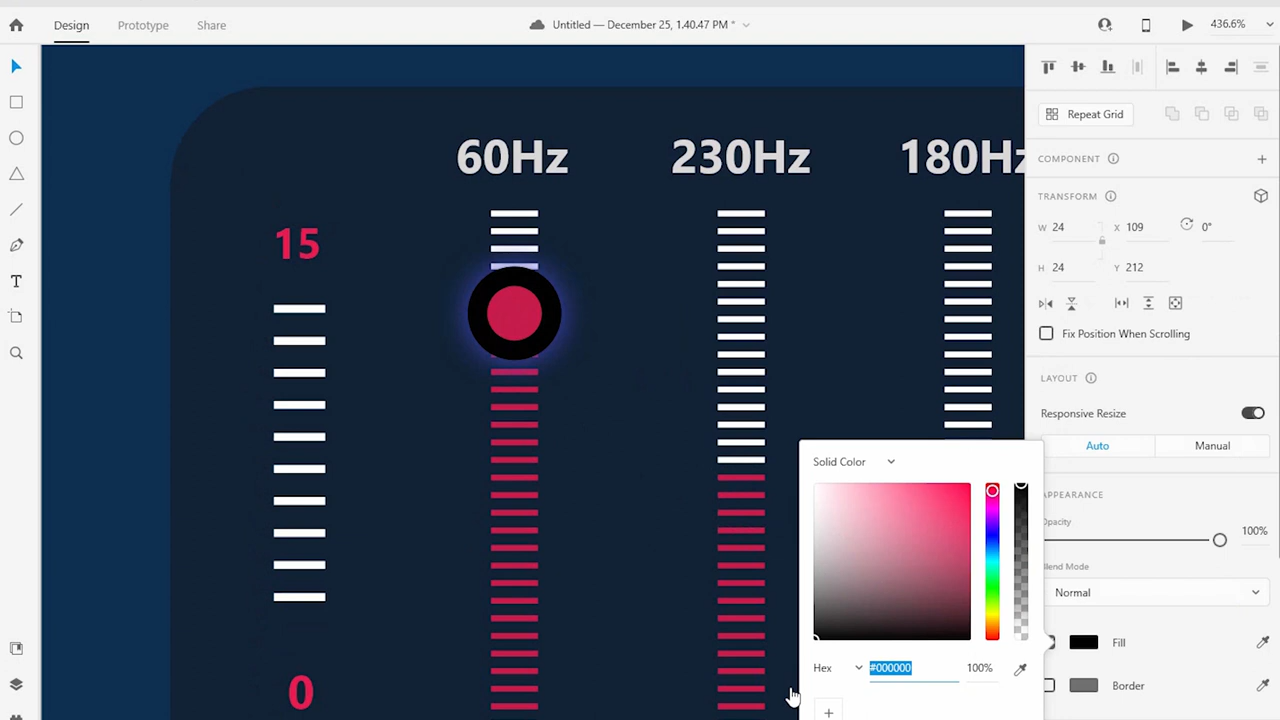 Design Prototype Share Untitled — December 25, 1.40.47 PM * 436.6%
Repeat Grid
60Hz 230Hz 180Hz
COMPONENT
TRANSFORM
15
W 24 X 109 0°
H 24 Y 212
Fix Position When Scrolling
LAYOUT
Responsive Resize
Auto Manual
Solid Color
APPEARANCE
Opacity
100%
Blend Mode
Normal
Fill
Hex #000000 100%
Border
0
+